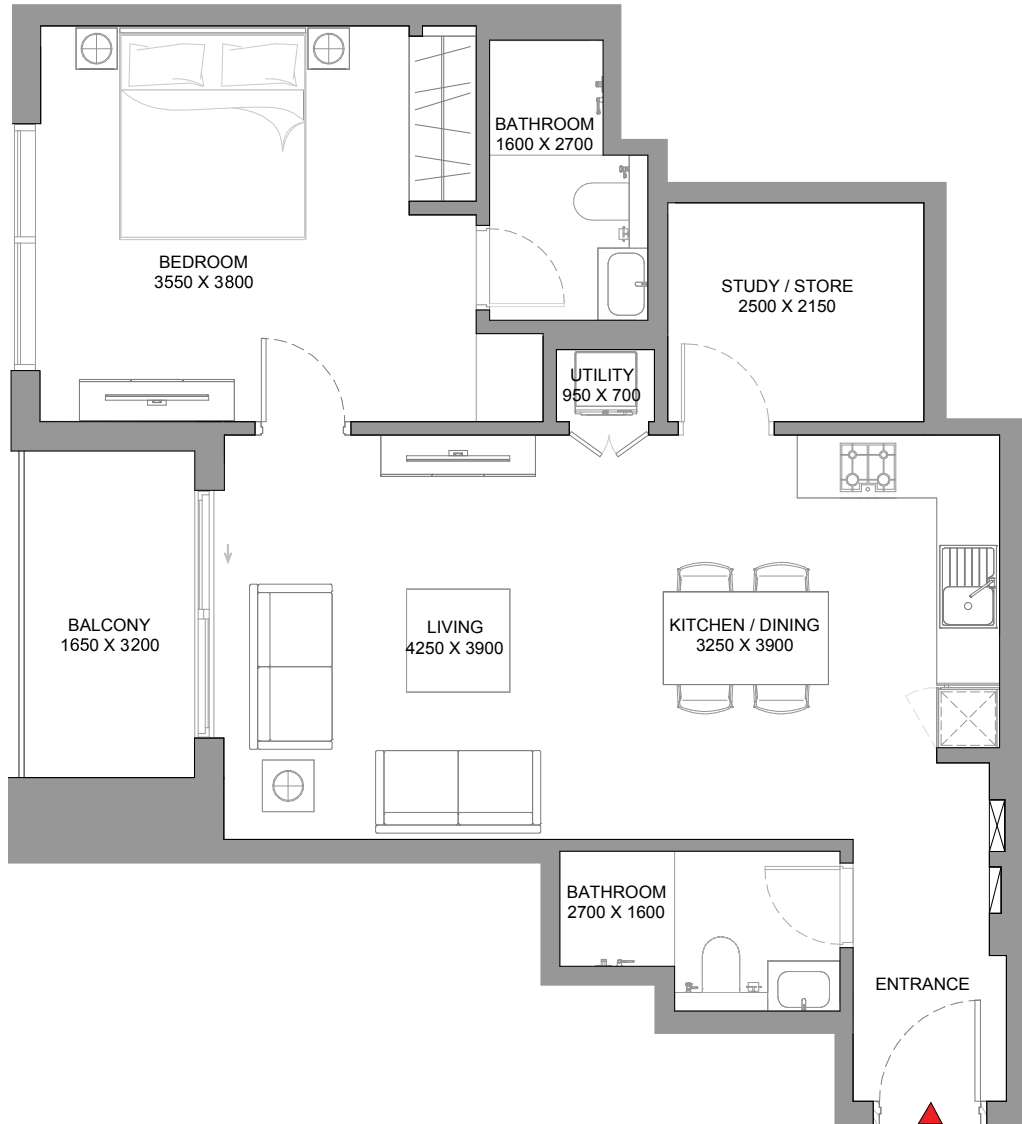 BATHROOM
1600 X 2700
BEDROOM
3550 X 3800
STUDY / STORE
2500 X 2150
UTILITY
950 X 700
BALCONY
1650 X 3200
LIVING
4250 X 3900
KITCHEN / DINING
3250 X 3900
BATHROOM
2700 X 1600
ENTRANCE